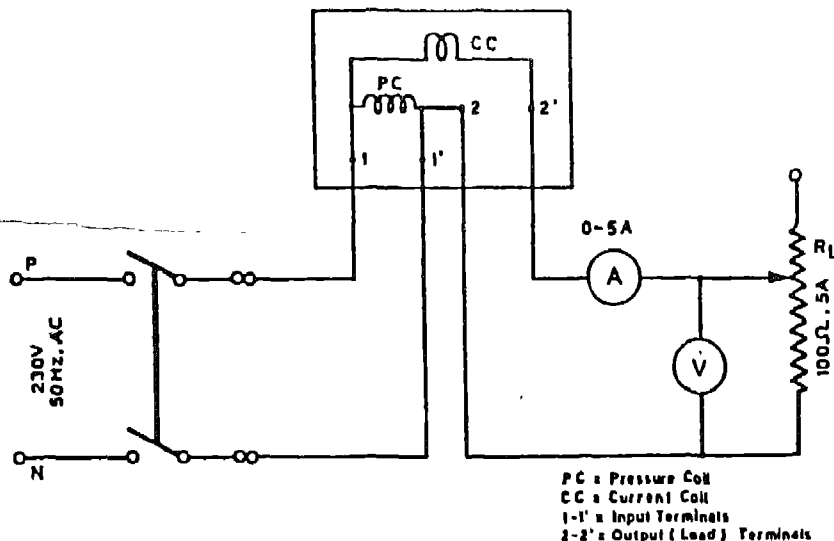 CC
PC
2
2'
1
1'
0-5A
P
A
RL
100Ω, 5A
230V
50Hz, AC
V
N
PC = Pressure Coil
CC = Current Coil
1-1' = Input Terminals
2-2' = Output (Load) Terminals